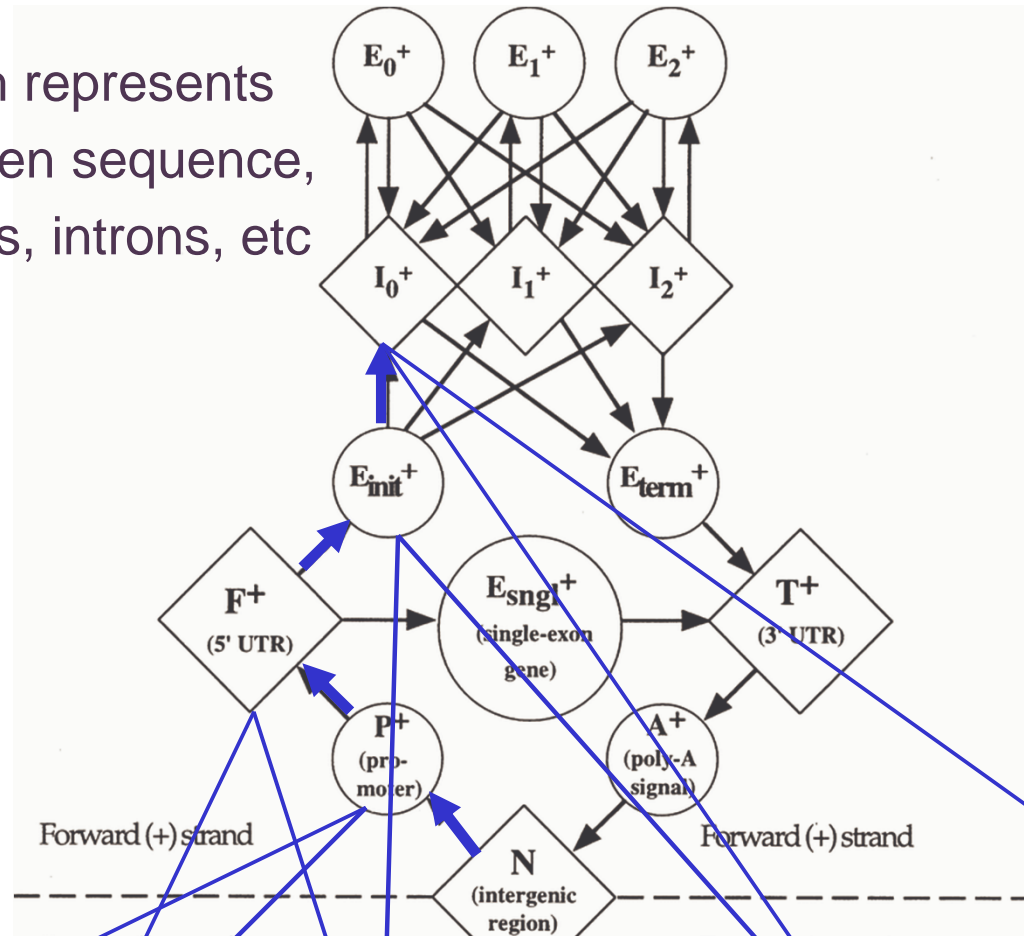 E0+ E1+ E2+
n represents
en sequence,
s, introns, etc
I0+ I1+ I2+
Einit+ Eterm+
Esngl+
(single-exon
gene)
F+
(5' UTR)
T+
(3' UTR)
P+
(pro-
moter)
A+
(poly-A
signal)
Forward (+) strand
Forward (+) strand
N
(intergenic
region)